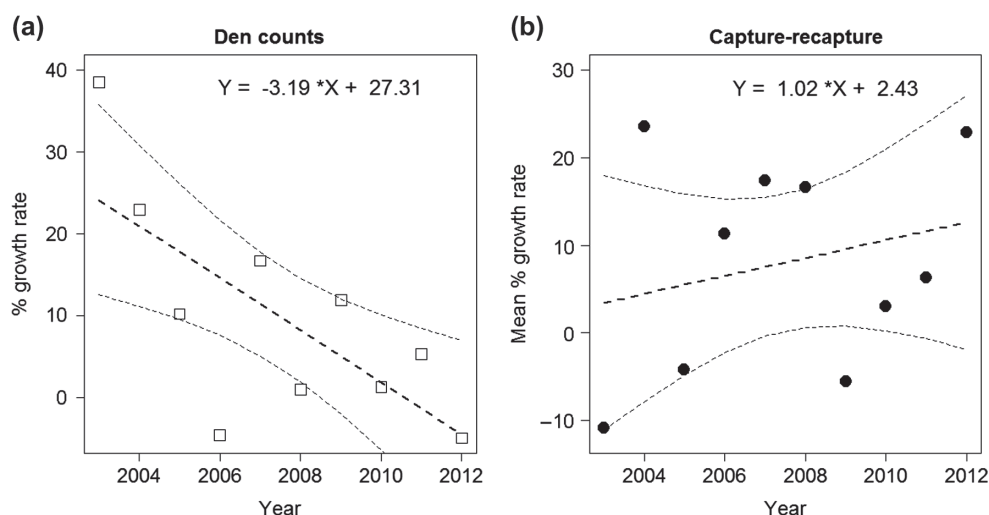 (a)
Den counts
Y = -3.19 *X + 27.31
% growth rate
40
30
20
10
0
2004 2006 2008 2010 2012
Year
(b)
Capture-recapture
Y = 1.02 *X + 2.43
Mean % growth rate
30
20
10
0
−10
2004 2006 2008 2010 2012
Year